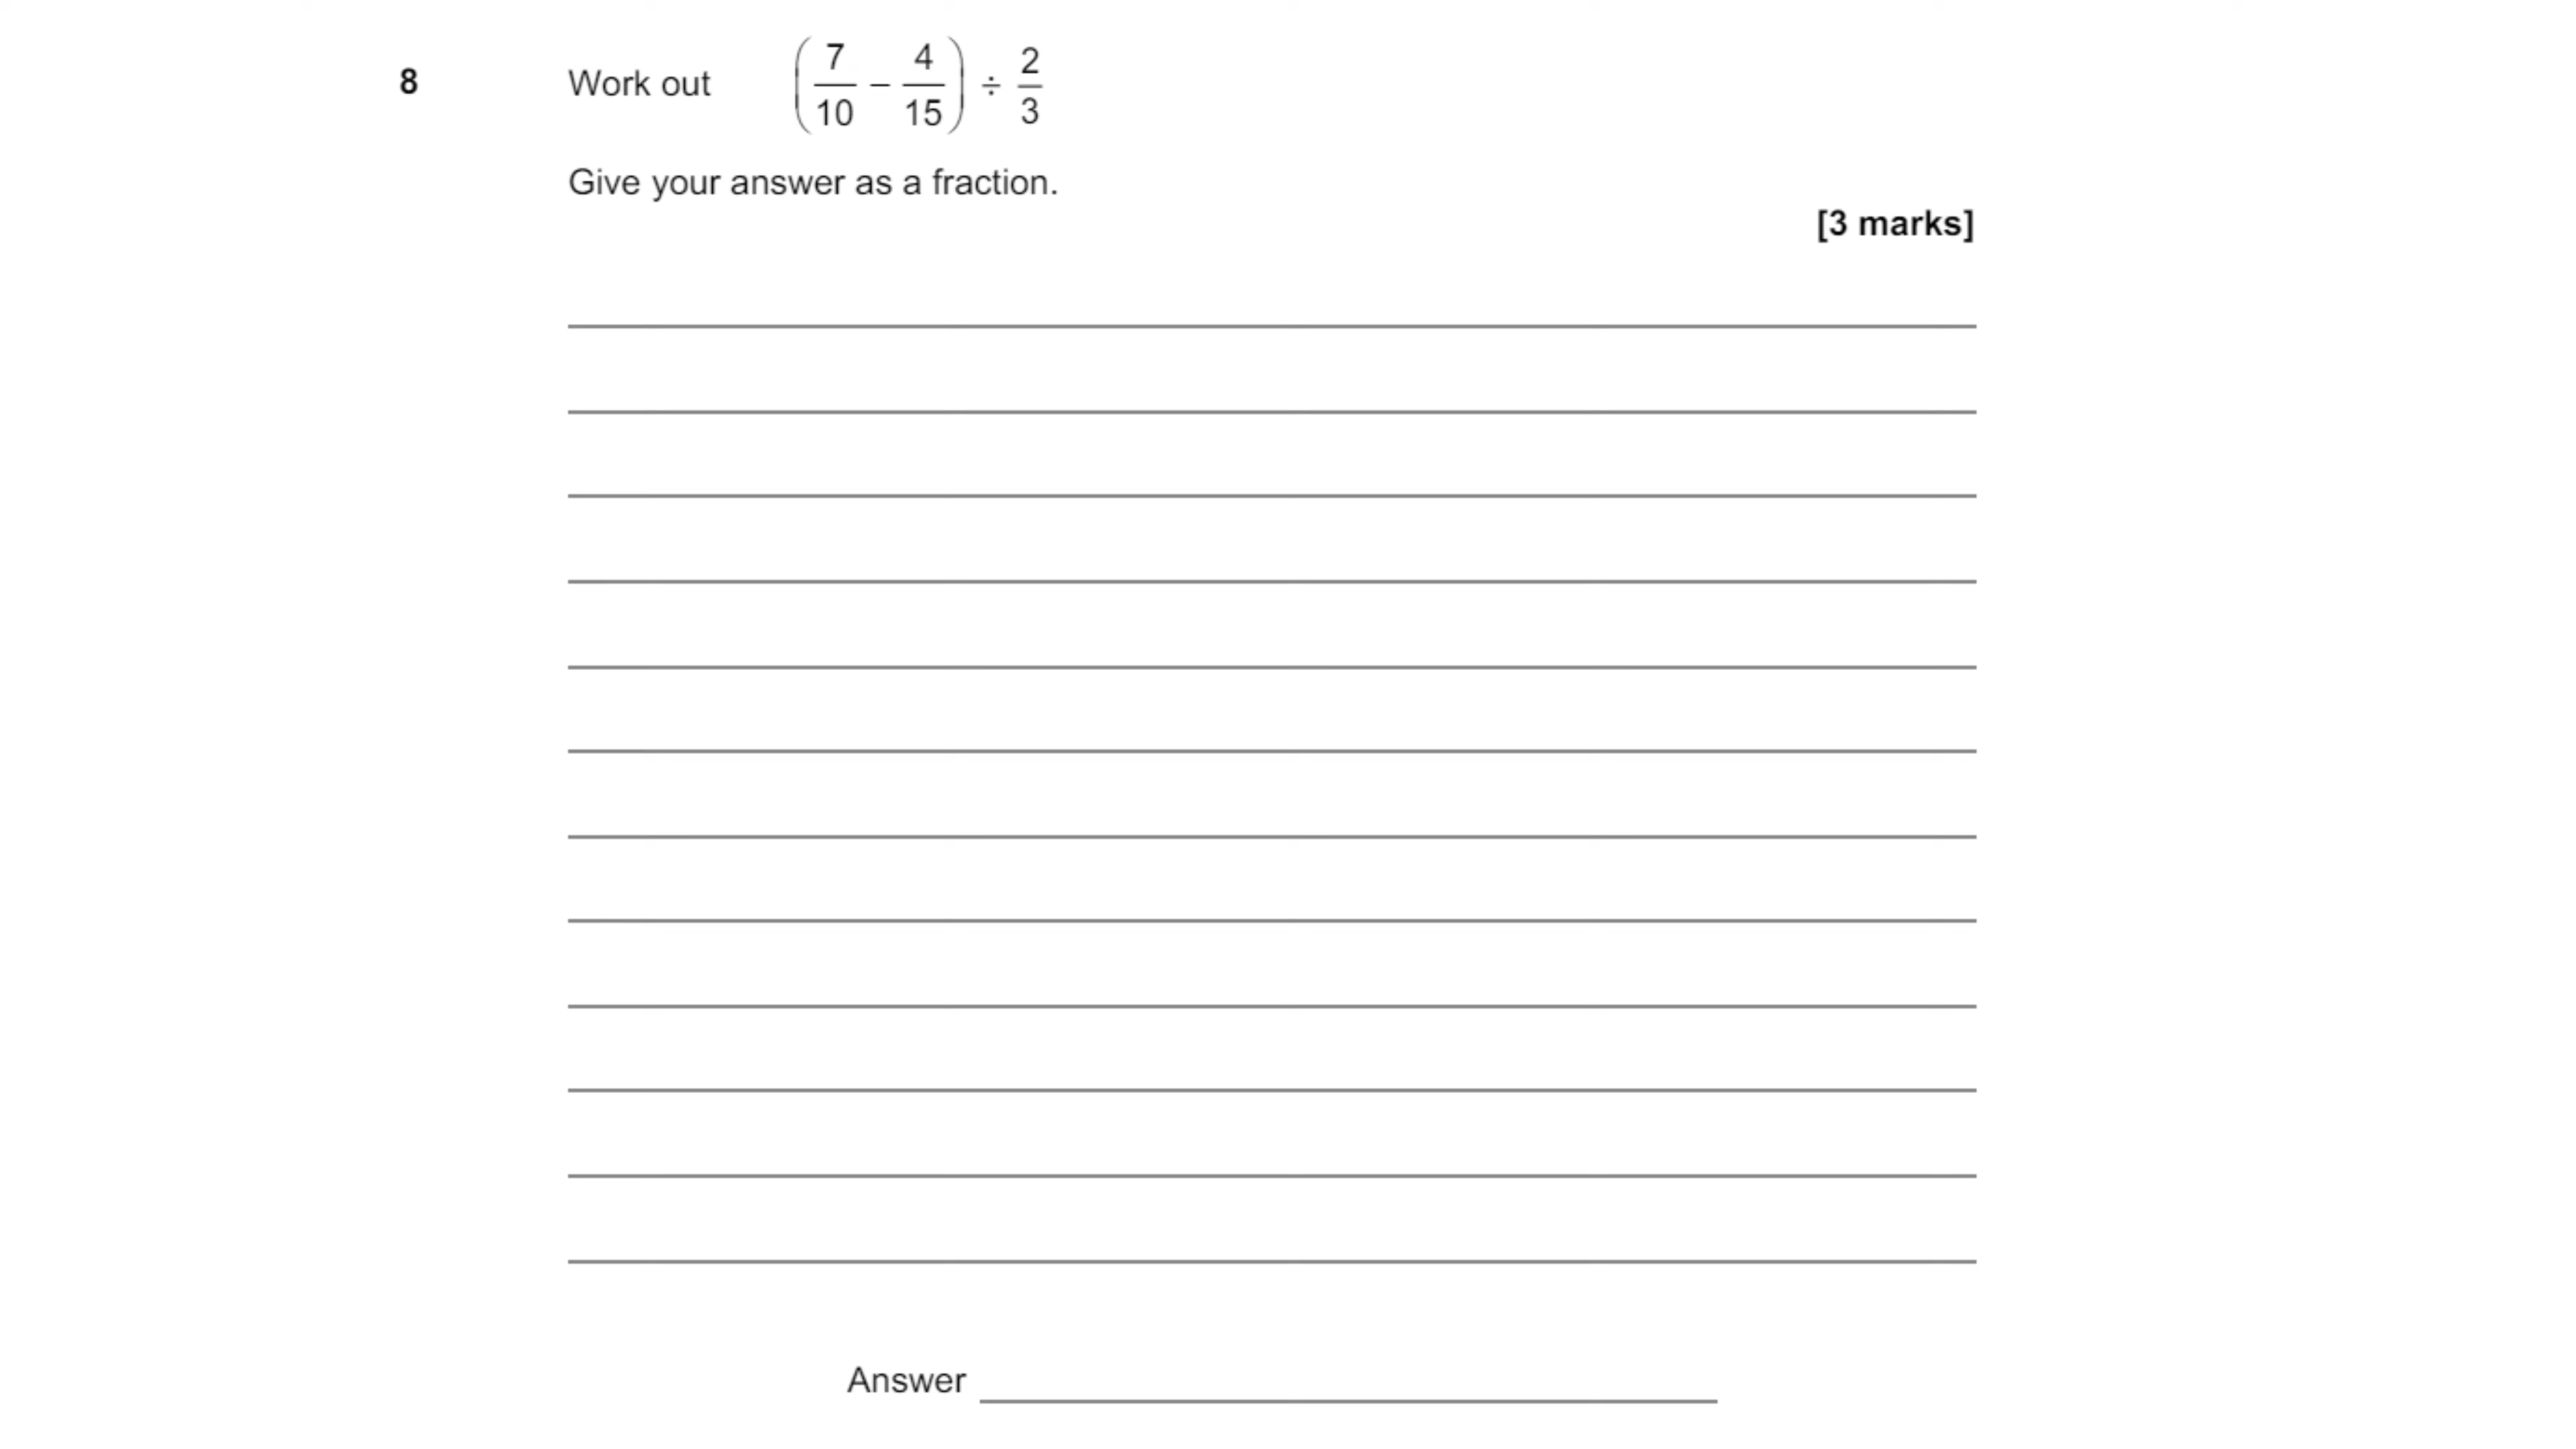 8 Work out (7/10 − 4/15) ÷ 2/3
Give your answer as a fraction.
[3 marks]
Answer